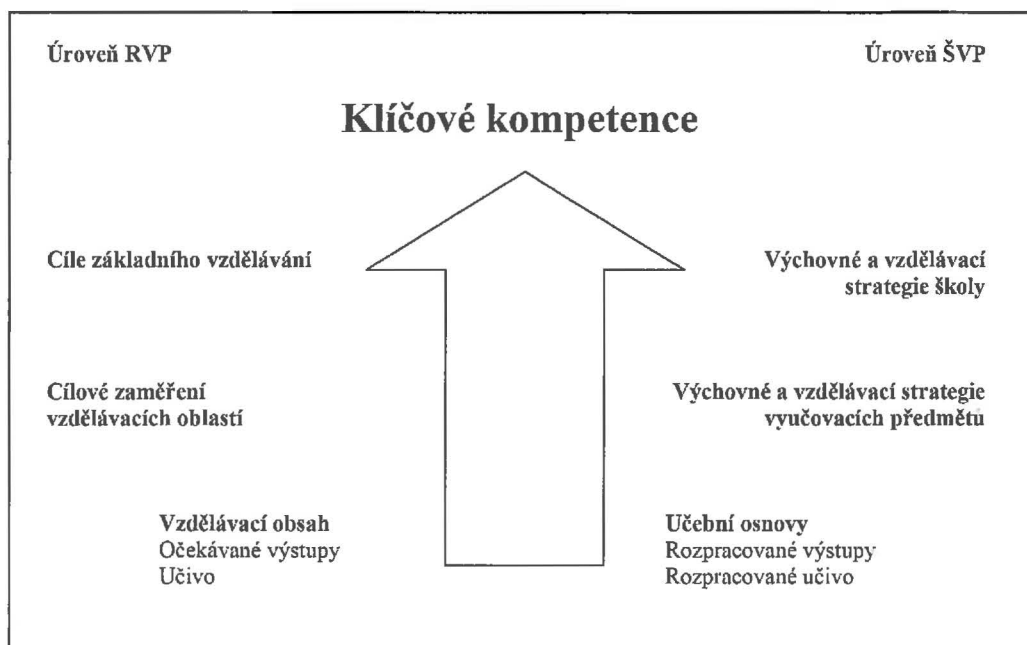 Úroveň RVP
Úroveň ŠVP
Klíčové kompetence
Cíle základního vzdělávání
Výchovné a vzdělávací
strategie školy
Cílové zaměření
vzdělávacích oblastí
Výchovné a vzdělávací strategie
vyučovacích předmětů
Vzdělávací obsah
Očekávané výstupy
Učivo
Učební osnovy
Rozpracované výstupy
Rozpracované učivo